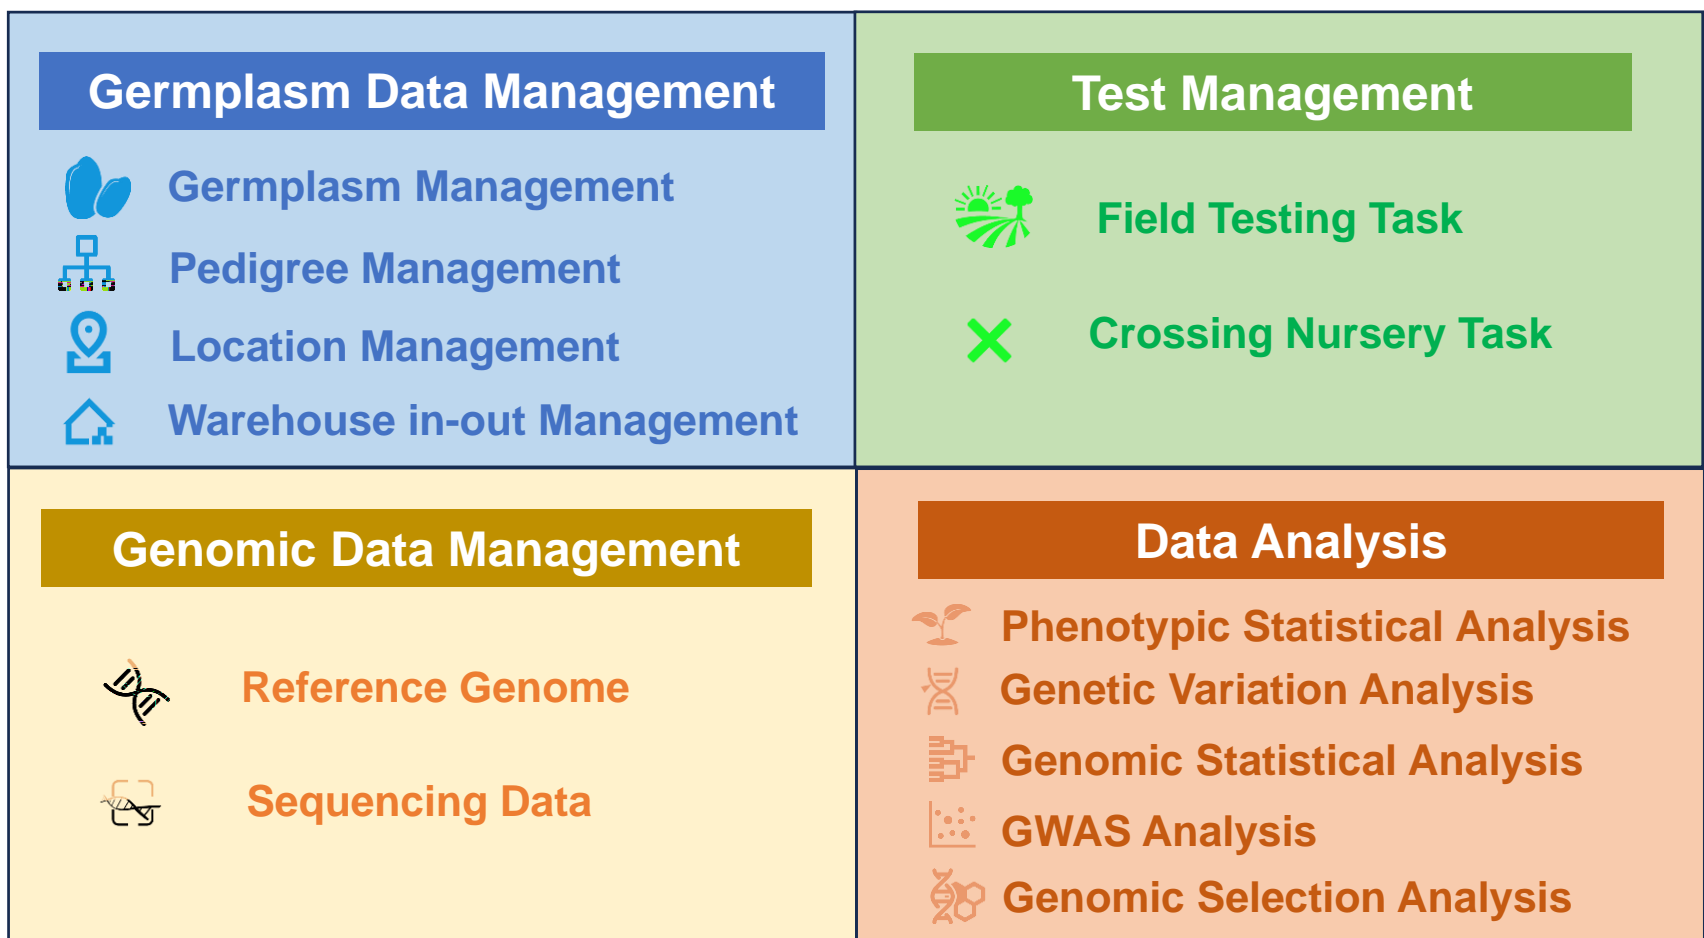 Germplasm Data Management
Germplasm Management
Pedigree Management
Location Management
Warehouse in-out Management
Test Management
Field Testing Task
Crossing Nursery Task
Genomic Data Management
Reference Genome
Sequencing Data
Data Analysis
Phenotypic Statistical Analysis
Genetic Variation Analysis
Genomic Statistical Analysis
GWAS Analysis
Genomic Selection Analysis